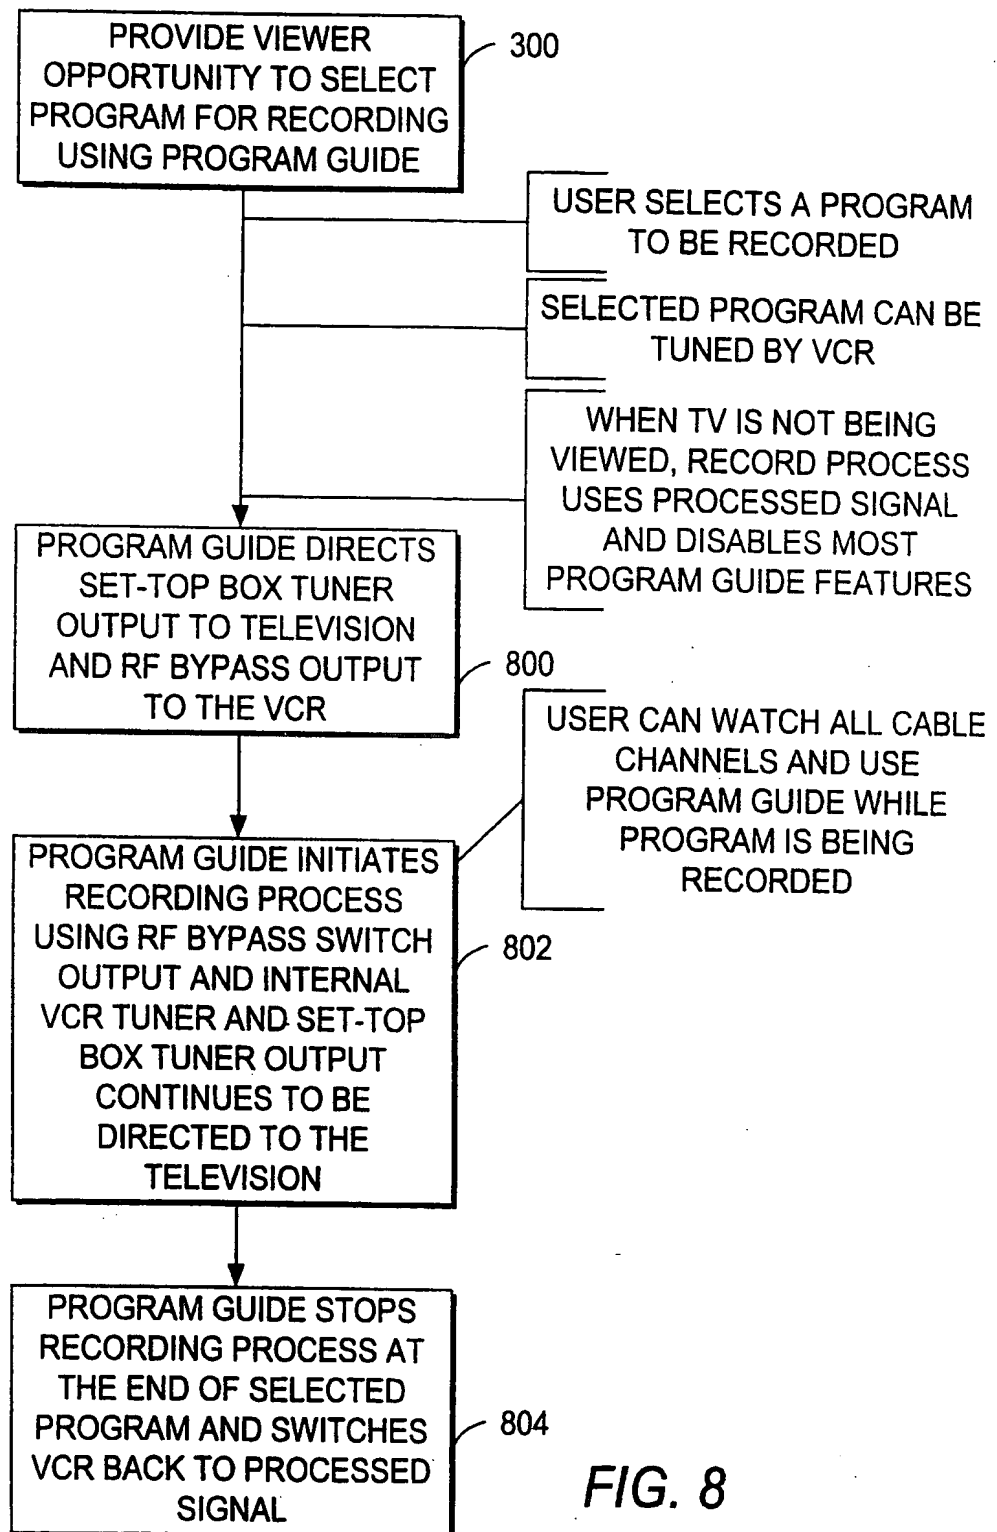 PROVIDE VIEWER
OPPORTUNITY TO SELECT
PROGRAM FOR RECORDING
USING PROGRAM GUIDE
300
USER SELECTS A PROGRAM
TO BE RECORDED
SELECTED PROGRAM CAN BE
TUNED BY VCR
WHEN TV IS NOT BEING
VIEWED, RECORD PROCESS
USES PROCESSED SIGNAL
AND DISABLES MOST
PROGRAM GUIDE FEATURES
PROGRAM GUIDE DIRECTS
SET-TOP BOX TUNER
OUTPUT TO TELEVISION
AND RF BYPASS OUTPUT
TO THE VCR
800
USER CAN WATCH ALL CABLE
CHANNELS AND USE
PROGRAM GUIDE WHILE
PROGRAM IS BEING
RECORDED
PROGRAM GUIDE INITIATES
RECORDING PROCESS
USING RF BYPASS SWITCH
OUTPUT AND INTERNAL
VCR TUNER AND SET-TOP
BOX TUNER OUTPUT
CONTINUES TO BE
DIRECTED TO THE
TELEVISION
802
PROGRAM GUIDE STOPS
RECORDING PROCESS AT
THE END OF SELECTED
PROGRAM AND SWITCHES
VCR BACK TO PROCESSED
SIGNAL
804
FIG. 8